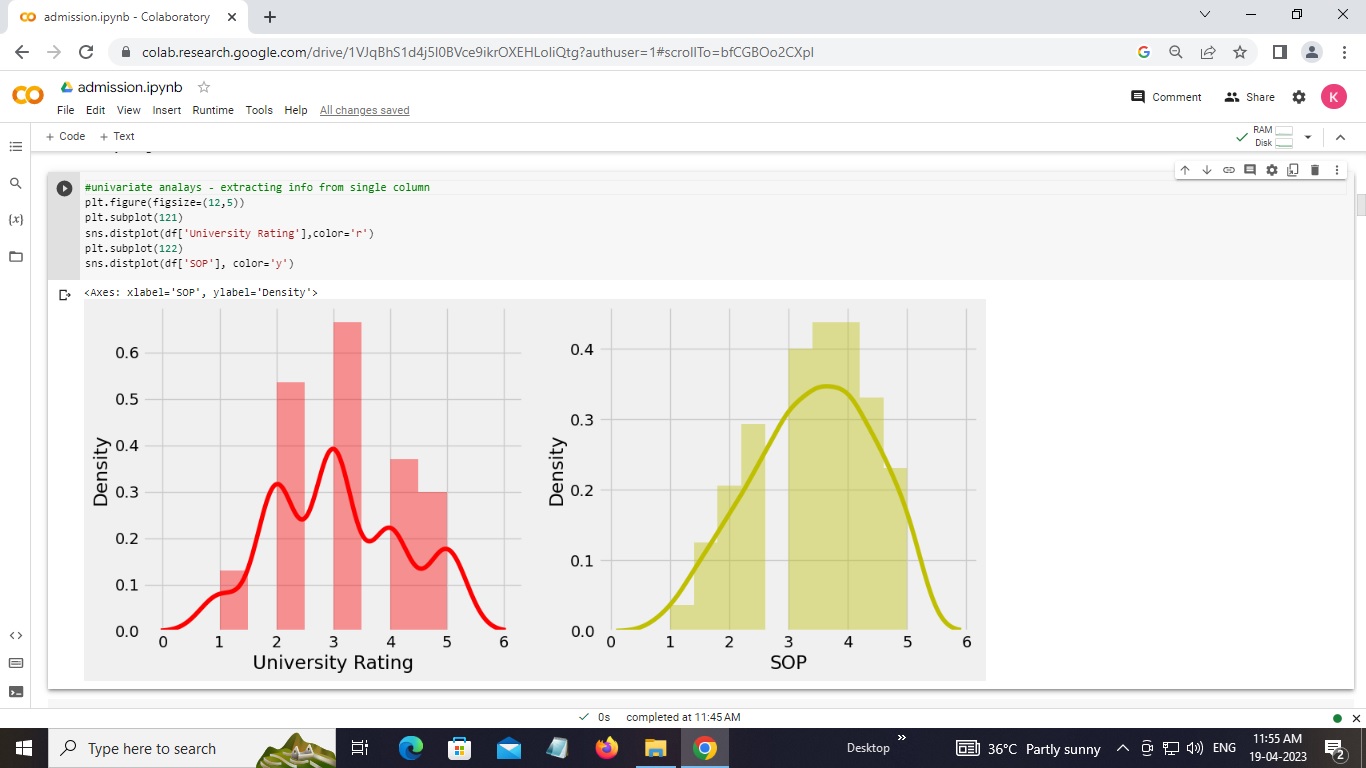 admission.ipynb - Colaboratory
colab.research.google.com/drive/1VJqBhS1d4j5l0BVce9ikrOXEHLoIiQtg?authuser=1#scrollTo=bfCGBOo2CXpl
admission.ipynb
File Edit View Insert Runtime Tools Help All changes saved
Comment Share K
+ Code + Text
RAM
Disk
#univariate analays - extracting info from single column
plt.figure(figsize=(12,5))
plt.subplot(121)
sns.distplot(df['University Rating'],color='r')
plt.subplot(122)
sns.distplot(df['SOP'], color='y')
<Axes: xlabel='SOP', ylabel='Density'>
0.6
0.5
0.4
0.3
0.2
0.1
0.0
Density
0 1 2 3 4 5 6
University Rating
0.4
0.3
0.2
0.1
0.0
Density
0 1 2 3 4 5 6
SOP
{x}
0s completed at 11:45 AM
Type here to search
Desktop
36°C Partly sunny
ENG
11:55 AM
19-04-2023
2